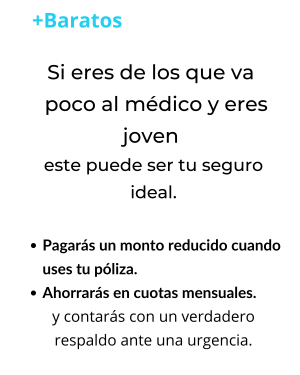 +Baratos
Si eres de los que va
poco al médico y eres
joven
este puede ser tu seguro
ideal.
• Pagarás un monto reducido cuando
uses tu póliza.
• Ahorrarás en cuotas mensuales.
y contarás con un verdadero
respaldo ante una urgencia.